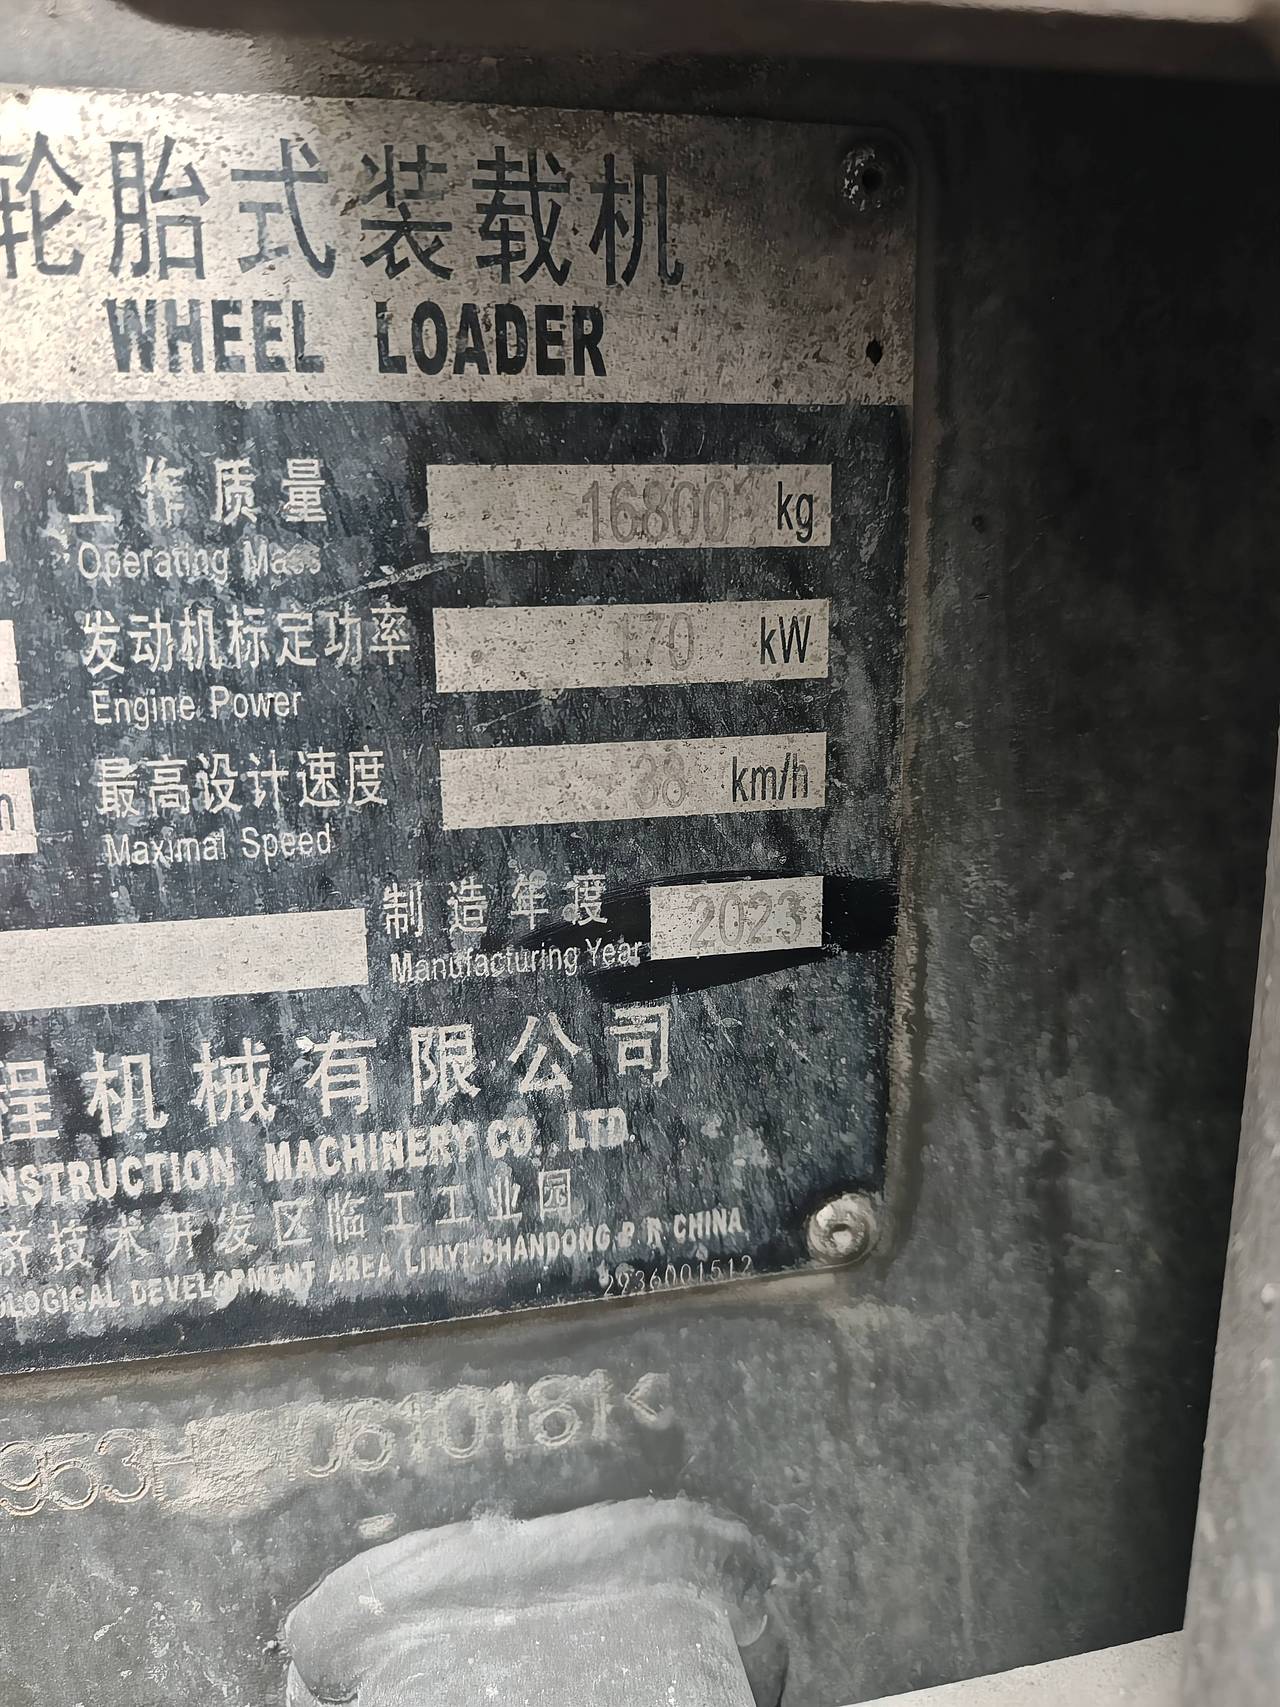 轮胎式装载机
WHEEL LOADER
工作质量 16800 kg
Operating Mass
发动机标定功率 170 kW
Engine Power
最高设计速度 38 km/h
Maximal Speed
制造年度 2023
Manufacturing Year
程机械有限公司
NSTRUCTION MACHINERY CO., LTD.
济技术开发区临工工业园
OLOGICAL DEVELOPMENT AREA LINYI SHANDONG P R CHINA
2936001512